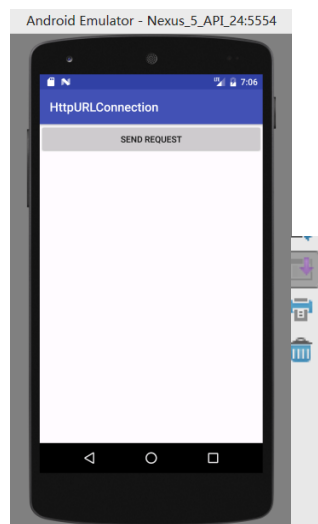 Android Emulator - Nexus_5_API_24:5554
7:06
HttpURLConnection
SEND REQUEST